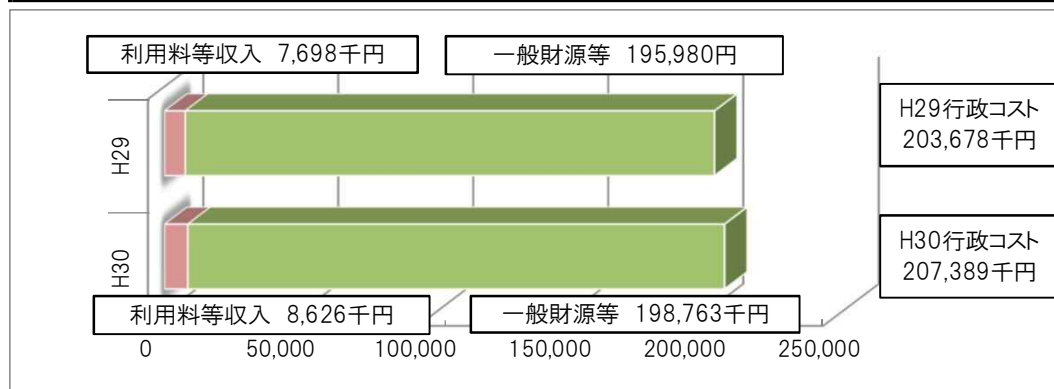 利用料等収入 7,698千円
一般財源等 195,980円
H29
H29行政コスト
203,678千円
H30
H30行政コスト
207,389千円
利用料等収入 8,626千円
一般財源等 198,763千円
0 50,000 100,000 150,000 200,000 250,000